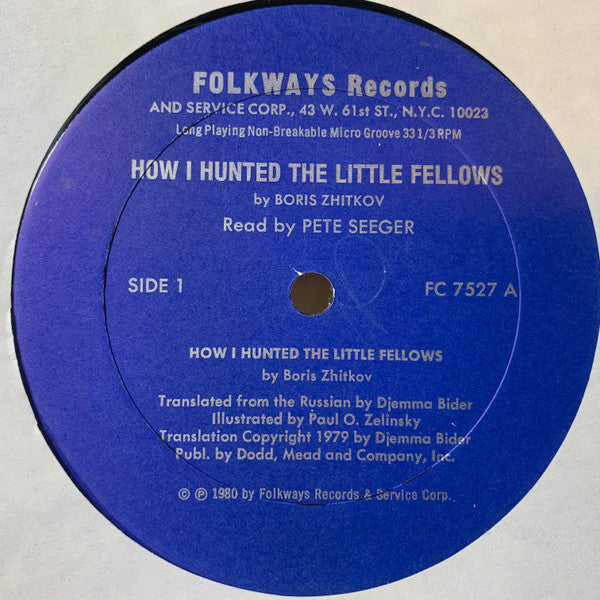 FOLKWAYS Records
AND SERVICE CORP., 43 W. 61st ST., N.Y.C. 10023
Long Playing Non-Breakable Micro Groove 33 1/3 RPM
HOW I HUNTED THE LITTLE FELLOWS
by BORIS ZHITKOV
Read by PETE SEEGER
SIDE 1
FC 7527 A
HOW I HUNTED THE LITTLE FELLOWS
by Boris Zhitkov
Translated from the Russian by Djemma Bider
Illustrated by Paul O. Zelinsky
Translation Copyright 1979 by Djemma Bider
Publ. by Dodd, Mead and Company, Inc.
© ℗ 1980 by Folkways Records & Service Corp.